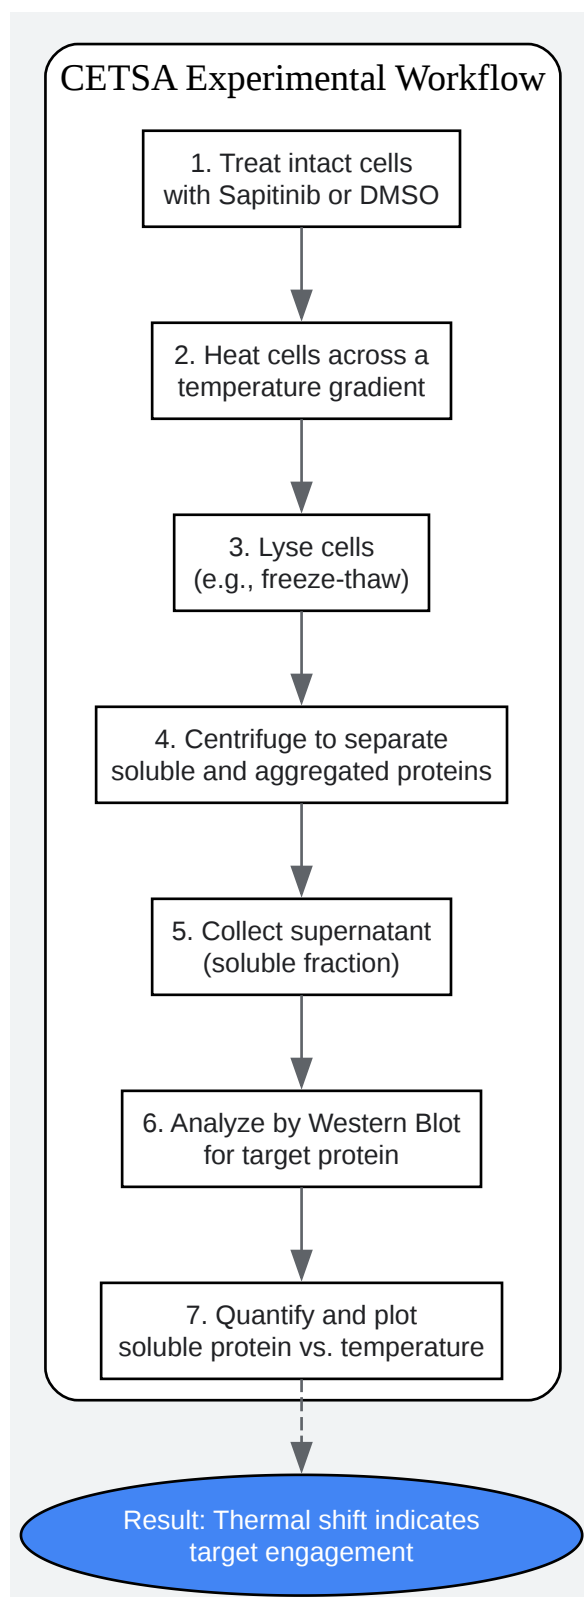 CETSA Experimental Workflow
1. Treat intact cells
with Sapitinib or DMSO
2. Heat cells across a
temperature gradient
3. Lyse cells
(e.g., freeze-thaw)
4. Centrifuge to separate
soluble and aggregated proteins
5. Collect supernatant
(soluble fraction)
6. Analyze by Western Blot
for target protein
7. Quantify and plot
soluble protein vs. temperature
Result: Thermal shift indicates
target engagement